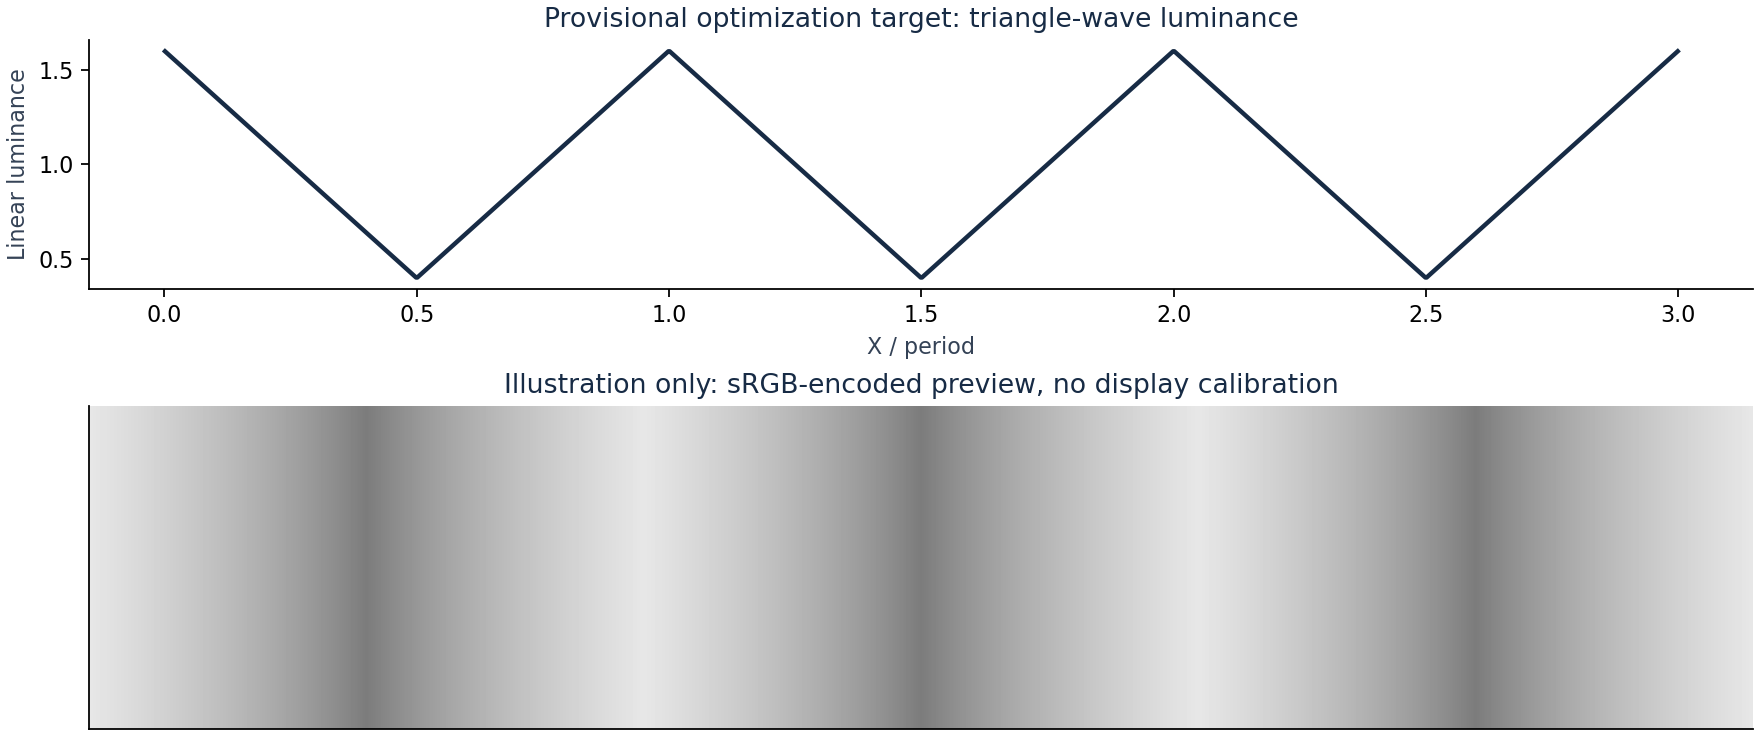 Provisional optimization target: triangle-wave luminance
Linear luminance
1.5
1.0
0.5
0.0 0.5 1.0 1.5 2.0 2.5 3.0
X / period
Illustration only: sRGB-encoded preview, no display calibration